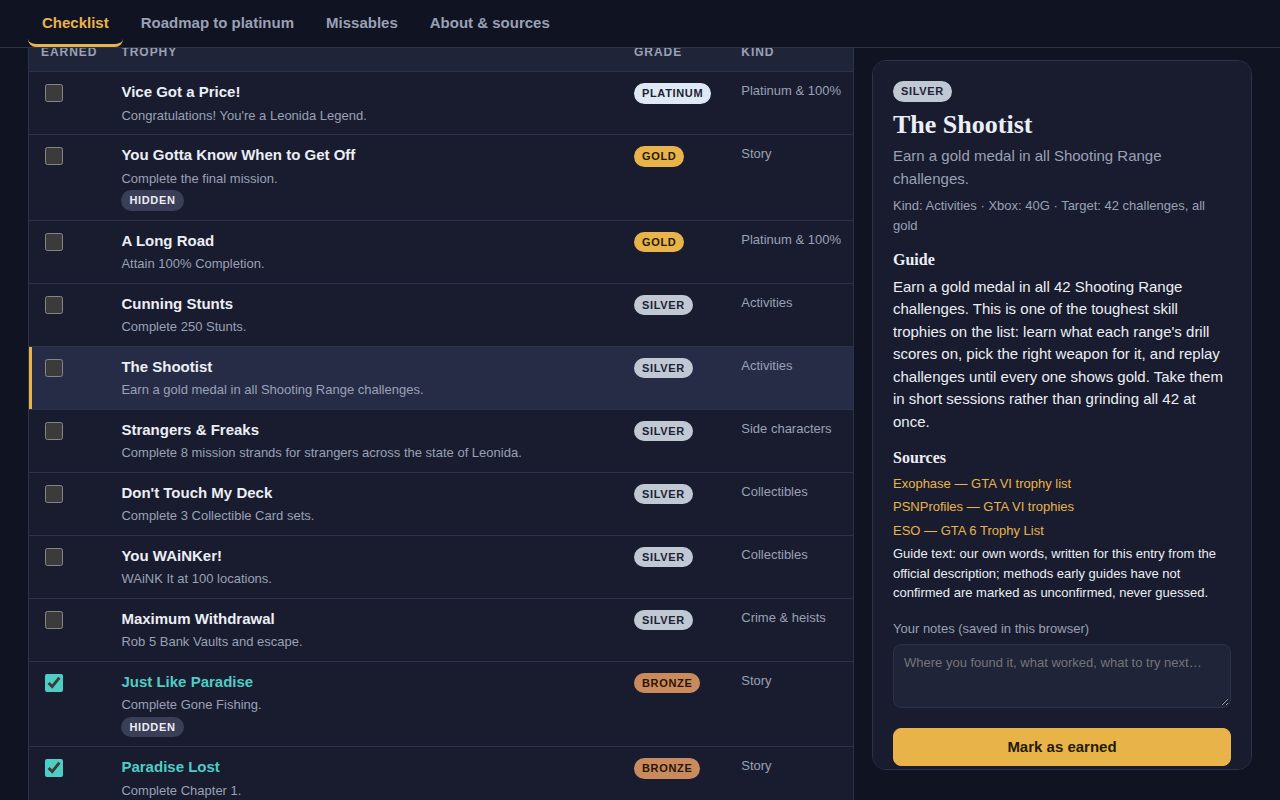 Checklist
Roadmap to platinum
Missables
About & sources
EARNED TROPHY GRADE KIND
Vice Got a Price! PLATINUM Platinum & 100%
Congratulations! You're a Leonida Legend.
You Gotta Know When to Get Off GOLD Story
Complete the final mission.
HIDDEN
A Long Road GOLD Platinum & 100%
Attain 100% Completion.
Cunning Stunts SILVER Activities
Complete 250 Stunts.
The Shootist SILVER Activities
Earn a gold medal in all Shooting Range challenges.
Strangers & Freaks SILVER Side characters
Complete 8 mission strands for strangers across the state of Leonida.
Don't Touch My Deck SILVER Collectibles
Complete 3 Collectible Card sets.
You WAiNKer! SILVER Collectibles
WAiNK It at 100 locations.
Maximum Withdrawal SILVER Crime & heists
Rob 5 Bank Vaults and escape.
Just Like Paradise BRONZE Story
Complete Gone Fishing.
HIDDEN
Paradise Lost BRONZE Story
Complete Chapter 1.
SILVER
The Shootist
Earn a gold medal in all Shooting Range
challenges.
Kind: Activities · Xbox: 40G · Target: 42 challenges, all
gold
Guide
Earn a gold medal in all 42 Shooting Range
challenges. This is one of the toughest skill
trophies on the list: learn what each range's drill
scores on, pick the right weapon for it, and replay
challenges until every one shows gold. Take them
in short sessions rather than grinding all 42 at
once.
Sources
Exophase — GTA VI trophy list
PSNProfiles — GTA VI trophies
ESO — GTA 6 Trophy List
Guide text: our own words, written for this entry from the
official description; methods early guides have not
confirmed are marked as unconfirmed, never guessed.
Your notes (saved in this browser)
Where you found it, what worked, what to try next…
Mark as earned